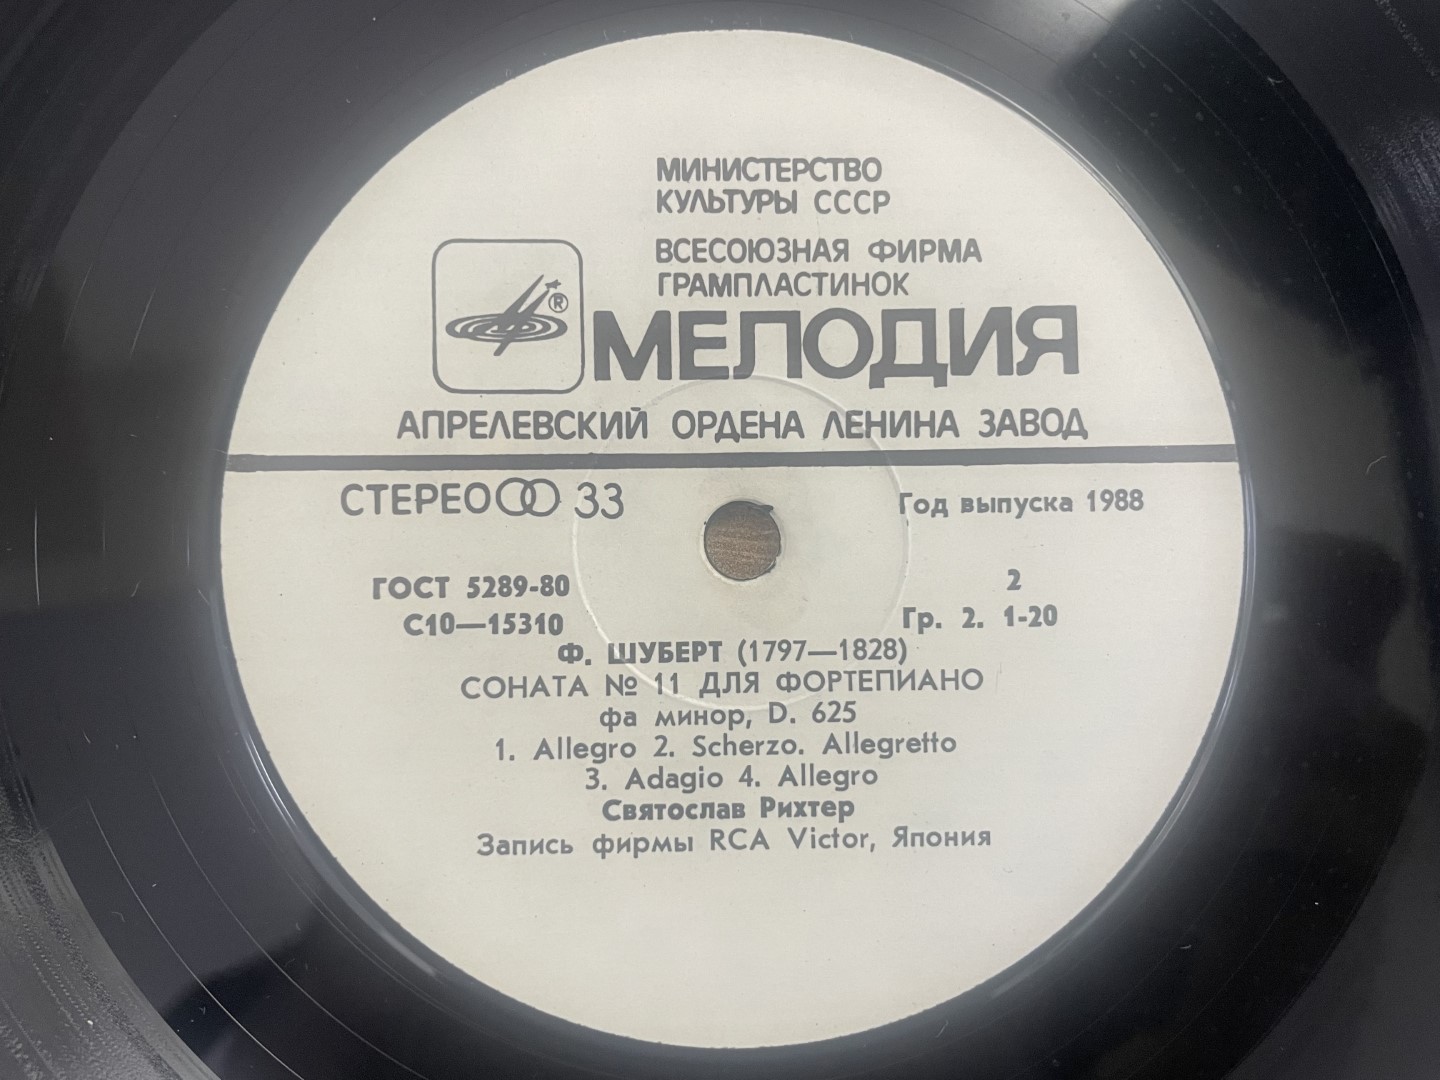 МИНИСТЕРСТВО
КУЛЬТУРЫ СССР
ВСЕСОЮЗНАЯ ФИРМА
ГРАМПЛАСТИНОК
®
МЕЛОДИЯ
АПРЕЛЕВСКИЙ ОРДЕНА ЛЕНИНА ЗАВОД
СТЕРЕО 33
Год выпуска 1988
ГОСТ 5289-80
2
С10—15310
Гр. 2. 1-20
Ф. ШУБЕРТ (1797—1828)
СОНАТА № 11 ДЛЯ ФОРТЕПИАНО
фа минор, D. 625
1. Allegro 2. Scherzo. Allegretto
3. Adagio 4. Allegro
Святослав Рихтер
Запись фирмы RCA Victor, Япония